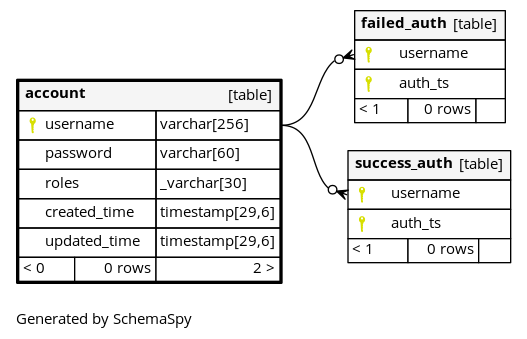 account [table]
username varchar[256]
password varchar[60]
roles _varchar[30]
created_time timestamp[29,6]
updated_time timestamp[29,6]
< 0 0 rows 2 >
failed_auth [table]
username
auth_ts
< 1 0 rows
success_auth [table]
username
auth_ts
< 1 0 rows
Generated by SchemaSpy